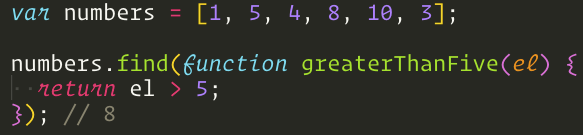 var numbers = [1, 5, 4, 8, 10, 3];
numbers.find(function greaterThanFive(el) {
  return el > 5;
}); // 8